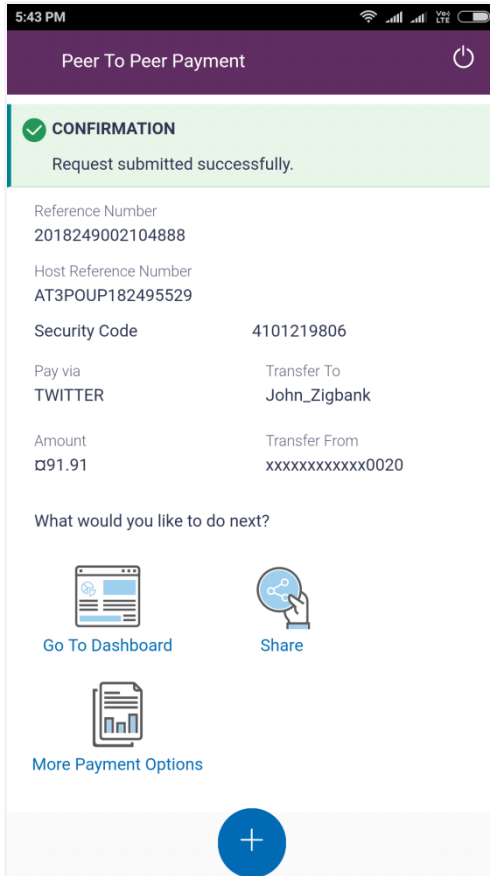 5:43 PM
Vo) LTE
Peer To Peer Payment
CONFIRMATION
Request submitted successfully.
Reference Number
2018249002104888
Host Reference Number
AT3POUP182495529
Security Code 4101219806
Pay via Transfer To
TWITTER John_Zigbank
Amount Transfer From
¤91.91 xxxxxxxxxxxx0020
What would you like to do next?
Go To Dashboard Share
More Payment Options